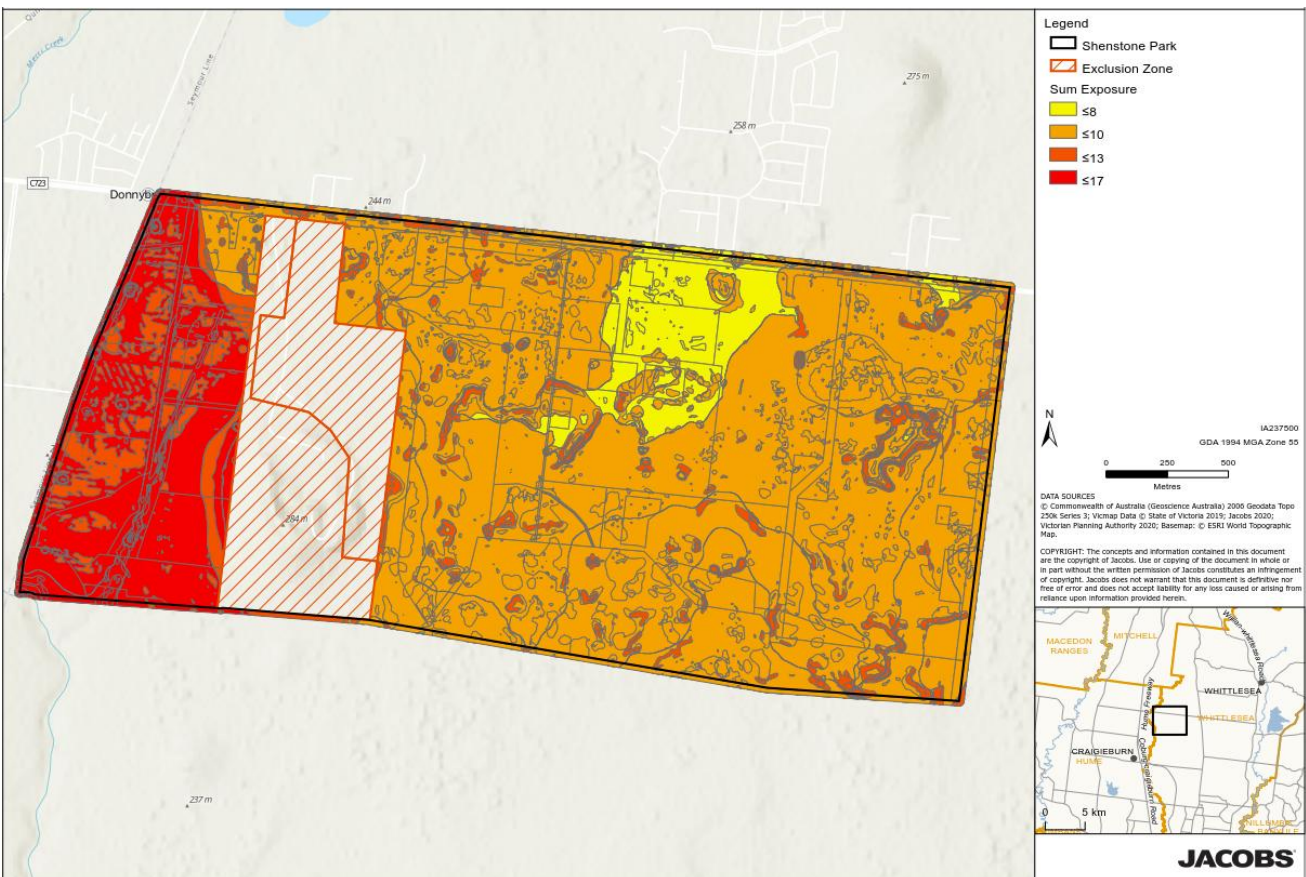 Merri Creek
Seymour Line
275 m
258 m
C723
Donnyb
244 m
284 m
237 m
Legend
Shenstone Park
Exclusion Zone
Sum Exposure
≤8
≤10
≤13
≤17
N
IA237500
GDA 1994 MGA Zone 55
0 250 500
Metres
DATA SOURCES
© Commonwealth of Australia (Geoscience Australia) 2006 Geodata Topo
250k Series 3; Vicmap Data © State of Victoria 2019; Jacobs 2020;
Victorian Planning Authority 2020; Basemap: © ESRI World Topographic
Map.
COPYRIGHT: The concepts and information contained in this document
are the copyright of Jacobs. Use or copying of the document in whole or
in part without the written permission of Jacobs constitutes an infringement
of copyright. Jacobs does not warrant that this document is definitive nor
free of error and does not accept liability for any loss caused or arising from
reliance upon information provided herein.
MACEDON
RANGES
MITCHELL
Hume Freeway
WHITTLESEA
WHITTLESEA
CRAIGIEBURN
HUME
0 5 km
JACOBS